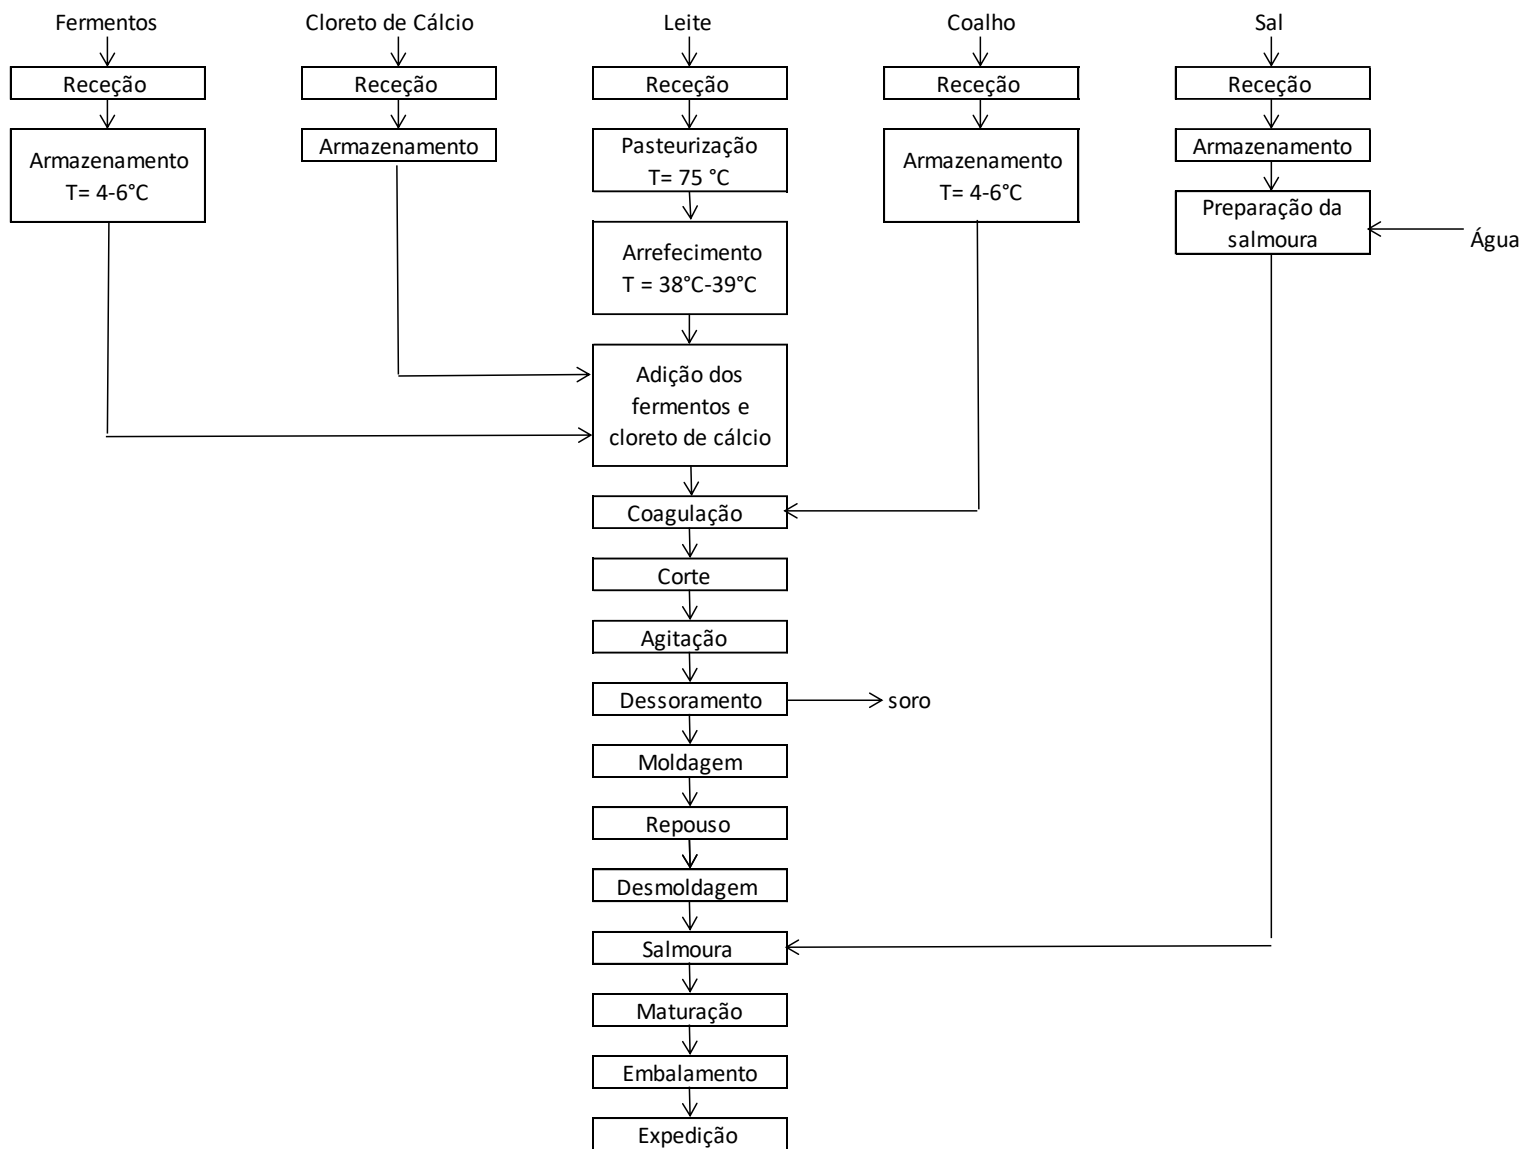 Fermentos
Cloreto de Cálcio
Leite
Coalho
Sal
Receção
Receção
Receção
Receção
Receção
Armazenamento
T= 4-6°C
Armazenamento
Pasteurização
T= 75 °C
Armazenamento
T= 4-6°C
Armazenamento
Preparação da
salmoura
Água
Arrefecimento
T = 38°C-39°C
Adição dos
fermentos e
cloreto de cálcio
Coagulação
Corte
Agitação
Dessoramento
soro
Moldagem
Repouso
Desmoldagem
Salmoura
Maturação
Embalamento
Expedição